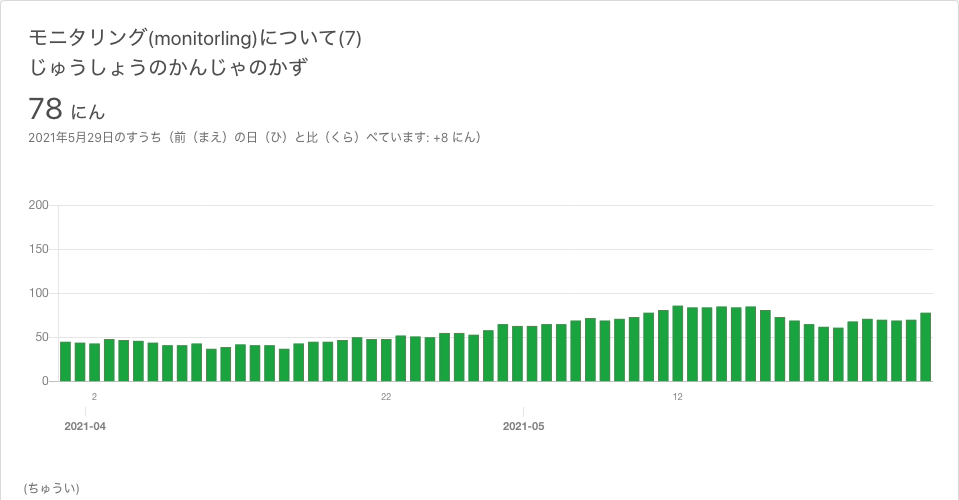 モニタリング(monitorling)について(7)
じゅうしょうのかんじゃのかず
78 にん
2021年5月29日のすうち（前（まえ）の日（ひ）と比（くら）べています: +8 にん）
200
150
100
50
0
2 22 12
2021-04 2021-05
(ちゅうい)